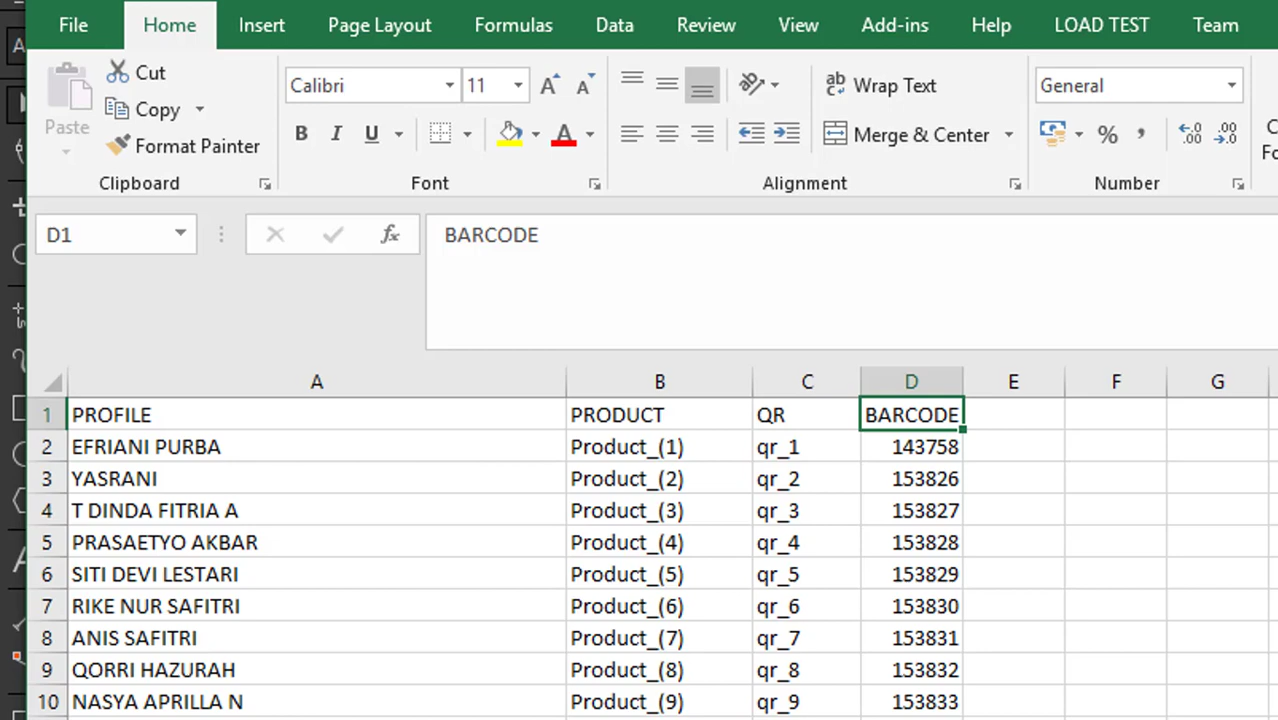 File Home Insert Page Layout Formulas Data Review View Add-ins Help LOAD TEST Team
Cut
Copy
Format Painter
Paste
Clipboard
Calibri 11
B I U
Font
Wrap Text
Merge & Center
Alignment
General
Number
D1 fx BARCODE
A B C D E F G
1 PROFILE PRODUCT QR BARCODE
2 EFRIANI PURBA Product_(1) qr_1 143758
3 YASRANI Product_(2) qr_2 153826
4 T DINDA FITRIA A Product_(3) qr_3 153827
5 PRASAETYO AKBAR Product_(4) qr_4 153828
6 SITI DEVI LESTARI Product_(5) qr_5 153829
7 RIKE NUR SAFITRI Product_(6) qr_6 153830
8 ANIS SAFITRI Product_(7) qr_7 153831
9 QORRI HAZURAH Product_(8) qr_8 153832
10 NASYA APRILLA N Product_(9) qr_9 153833